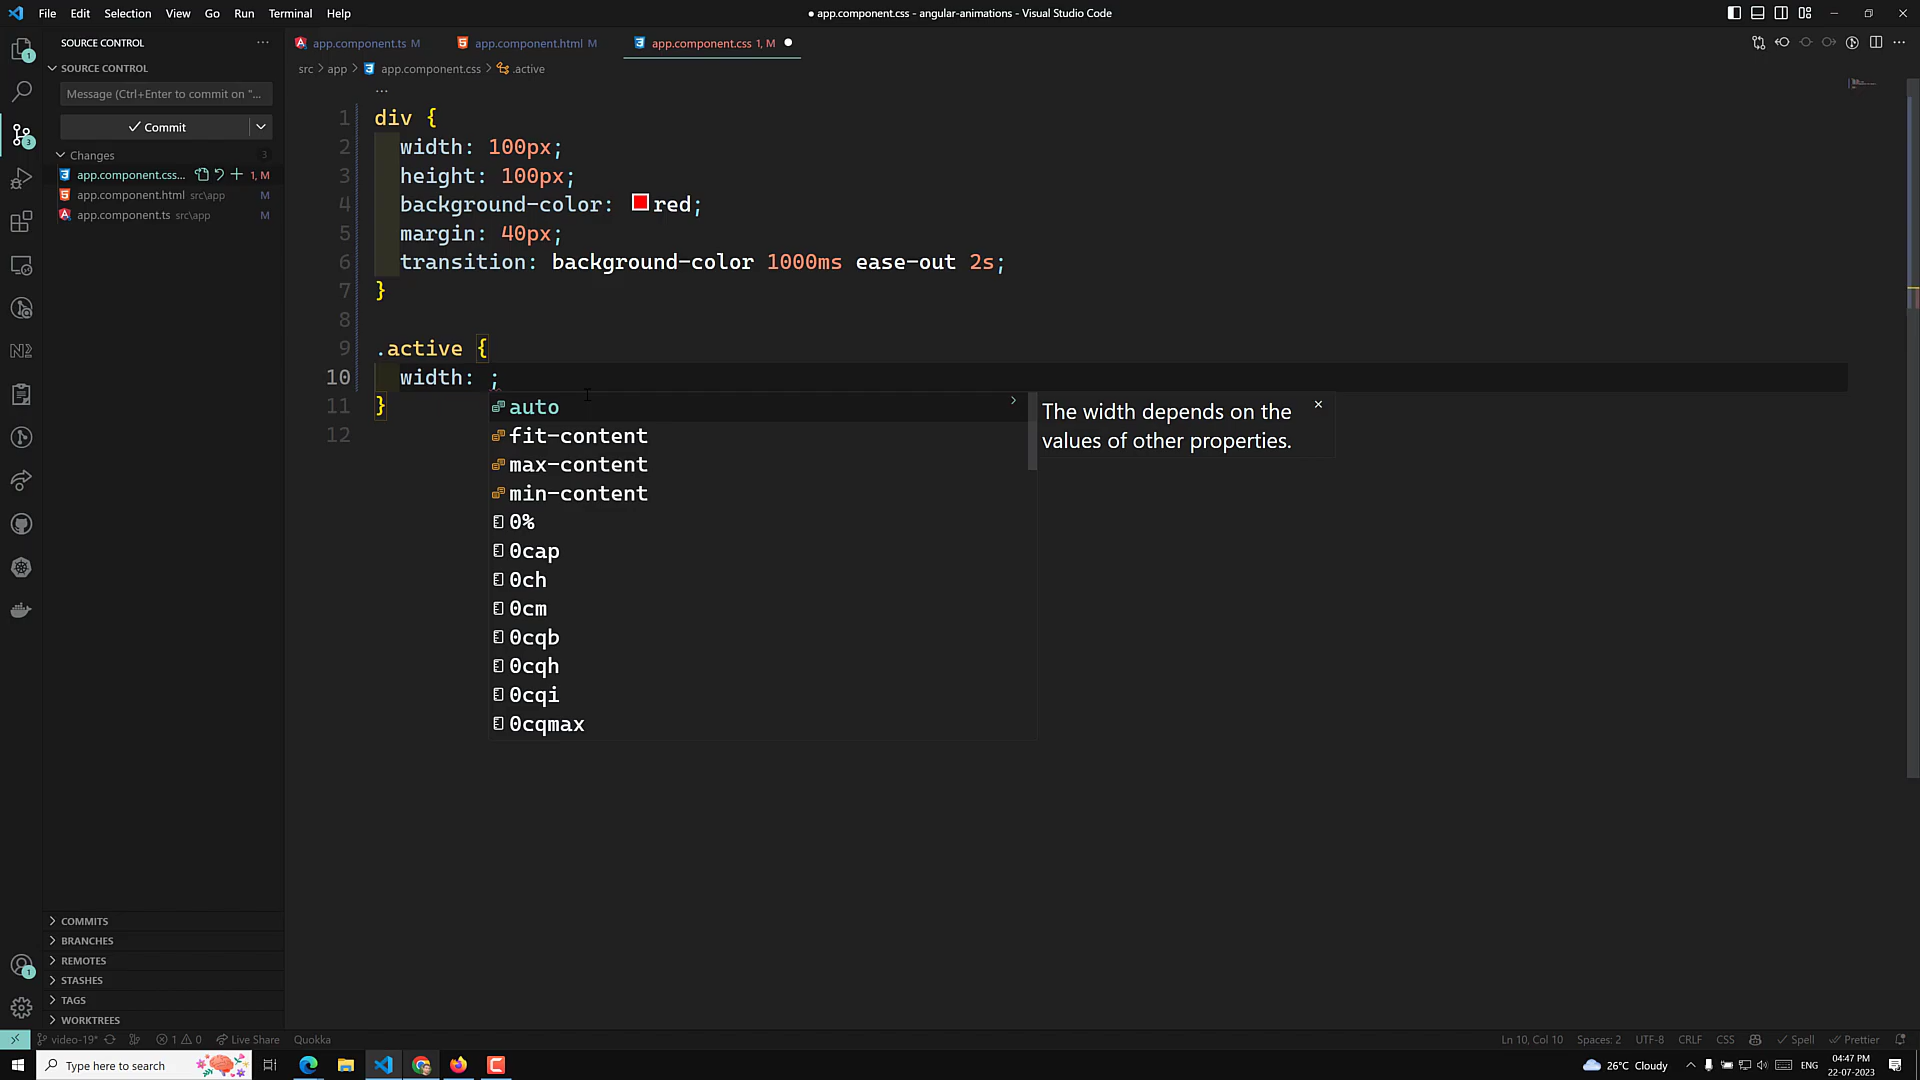 File Edit Selection View Go Run Terminal Help
● app.component.css - angular-animations - Visual Studio Code
SOURCE CONTROL ...
app.component.ts M
app.component.html M
app.component.css 1, M ●
SOURCE CONTROL
src > app > app.component.css > .active
Message (Ctrl+Enter to commit on "...
✓ Commit
Changes 3
app.component.css... 1, M
app.component.html src\app M
app.component.ts src\app M
...
1 div {
2 width: 100px;
3 height: 100px;
4 background-color: red;
5 margin: 40px;
6 transition: background-color 1000ms ease-out 2s;
7 }
8
9 .active {
10 width: ;
11 }
12
auto
fit-content
max-content
min-content
0%
0cap
0ch
0cm
0cqb
0cqh
0cqi
0cqmax
The width depends on the
values of other properties.
COMMITS
BRANCHES
REMOTES
STASHES
TAGS
WORKTREES
video-19* 1 0 Live Share Quokka
Ln 10, Col 10 Spaces: 2 UTF-8 CRLF CSS Spell Prettier
Type here to search
26°C Cloudy ENG
04:47 PM
22-07-2023